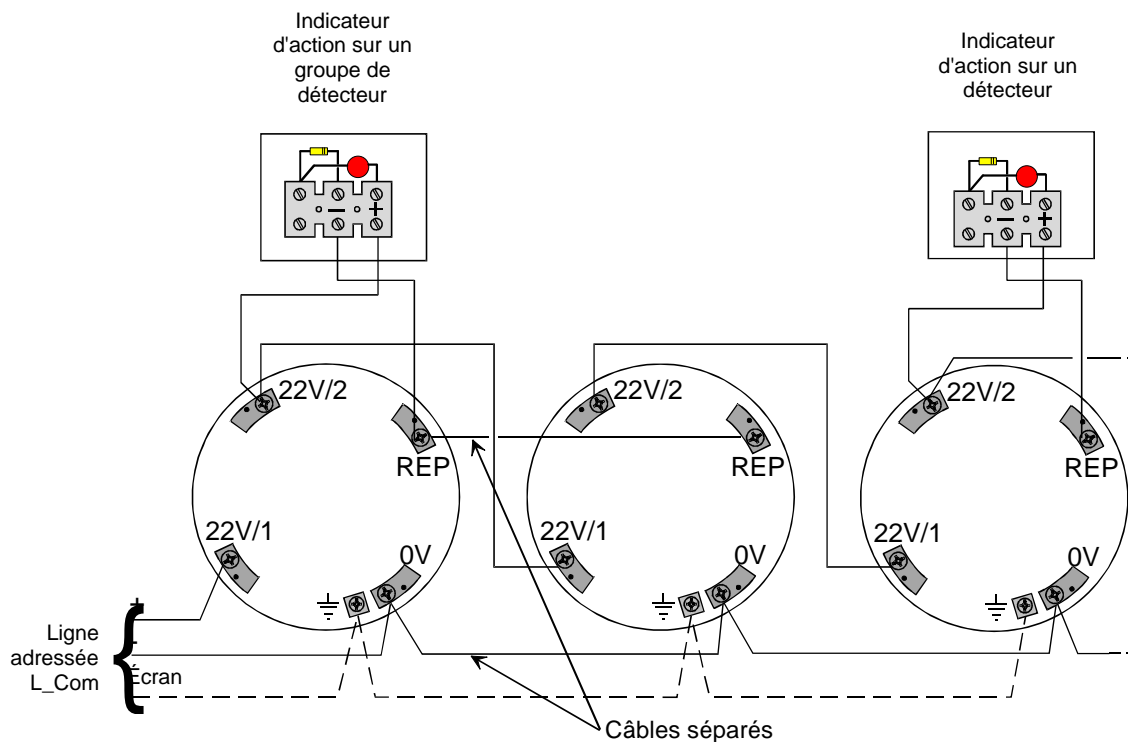 Indicateur
d'action sur un
groupe de
détecteur
Indicateur
d'action sur un
détecteur
− +
− +
22V/2
REP
22V/1
0V
22V/2
REP
22V/1
0V
22V/2
REP
22V/1
0V
Ligne
adressée
L_Com
+
-
Écran
Câbles séparés